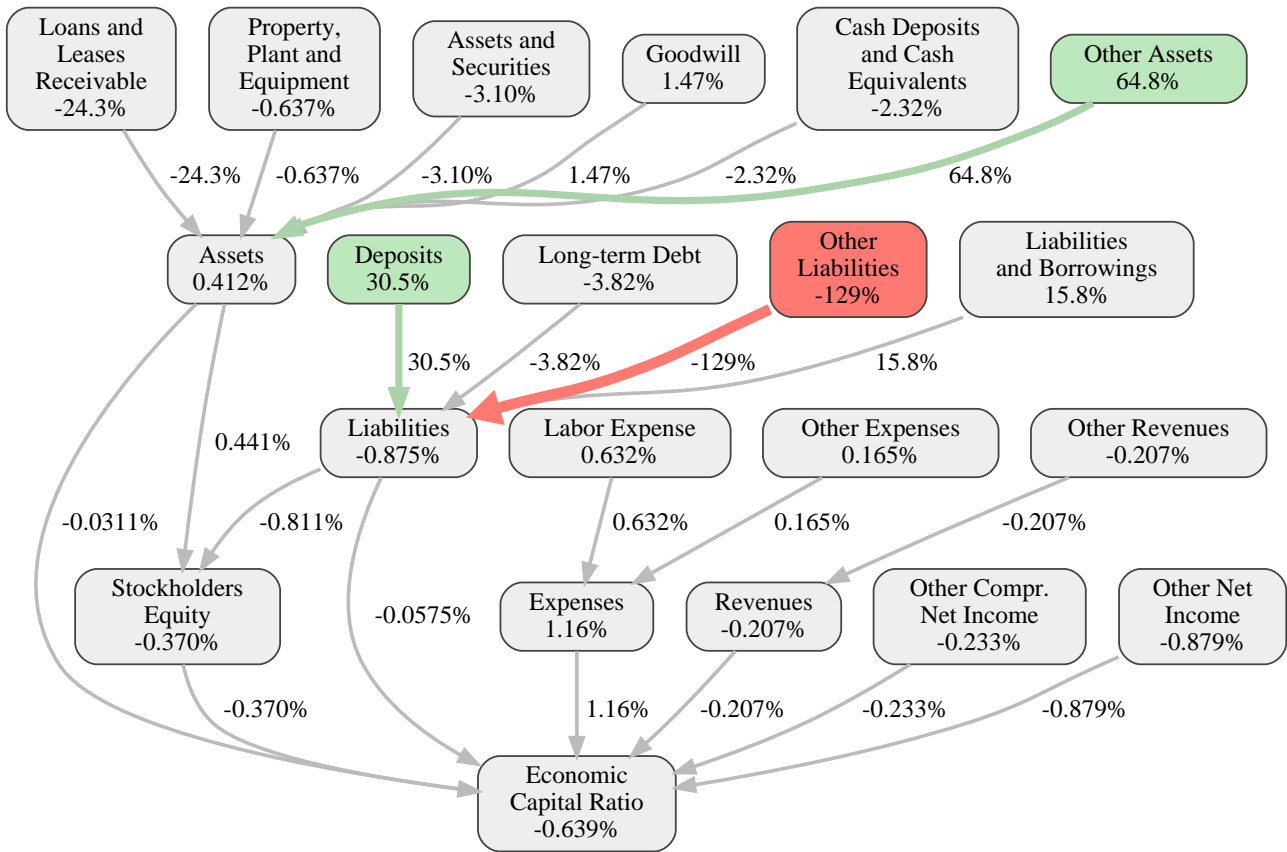 Loans and
Leases
Receivable
-24.3%
Property,
Plant and
Equipment
-0.637%
Assets and
Securities
-3.10%
Goodwill
1.47%
Cash Deposits
and Cash
Equivalents
-2.32%
Other Assets
64.8%
-24.3%
-0.637%
-3.10%
1.47%
-2.32%
64.8%
Assets
0.412%
Deposits
30.5%
Long-term Debt
-3.82%
Other
Liabilities
-129%
Liabilities
and Borrowings
15.8%
30.5%
-3.82%
-129%
15.8%
Liabilities
-0.875%
Labor Expense
0.632%
Other Expenses
0.165%
Other Revenues
-0.207%
0.441%
-0.0311%
-0.811%
0.632%
0.165%
-0.207%
Stockholders
Equity
-0.370%
-0.0575%
Expenses
1.16%
Revenues
-0.207%
Other Compr.
Net Income
-0.233%
Other Net
Income
-0.879%
-0.370%
1.16%
-0.207%
-0.233%
-0.879%
Economic
Capital Ratio
-0.639%